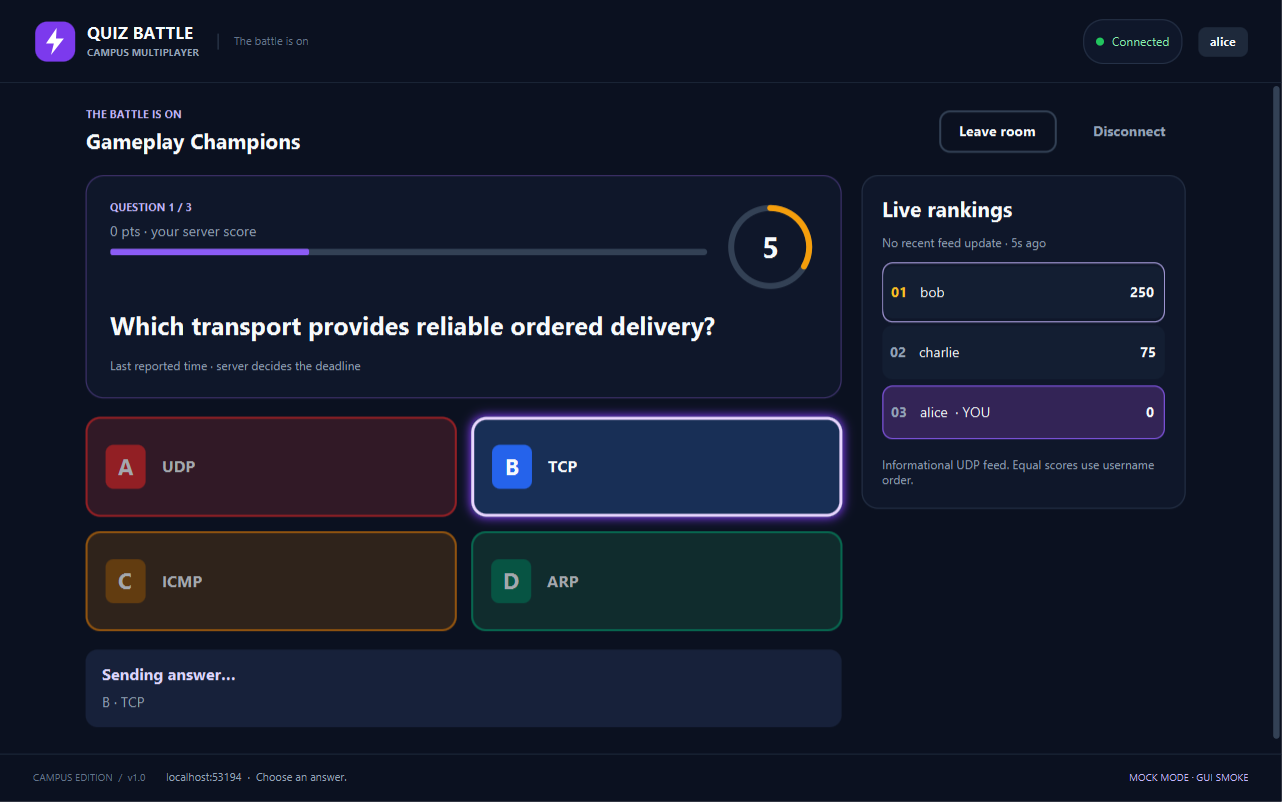 QUIZ BATTLE
CAMPUS MULTIPLAYER
The battle is on
Connected
alice
THE BATTLE IS ON
Gameplay Champions
Leave room
Disconnect
QUESTION 1 / 3
0 pts · your server score
5
Which transport provides reliable ordered delivery?
Last reported time · server decides the deadline
A UDP
B TCP
C ICMP
D ARP
Sending answer...
B · TCP
Live rankings
No recent feed update · 5s ago
01 bob 250
02 charlie 75
03 alice · YOU 0
Informational UDP feed. Equal scores use username
order.
CAMPUS EDITION / v1.0
localhost:53194 · Choose an answer.
MOCK MODE · GUI SMOKE